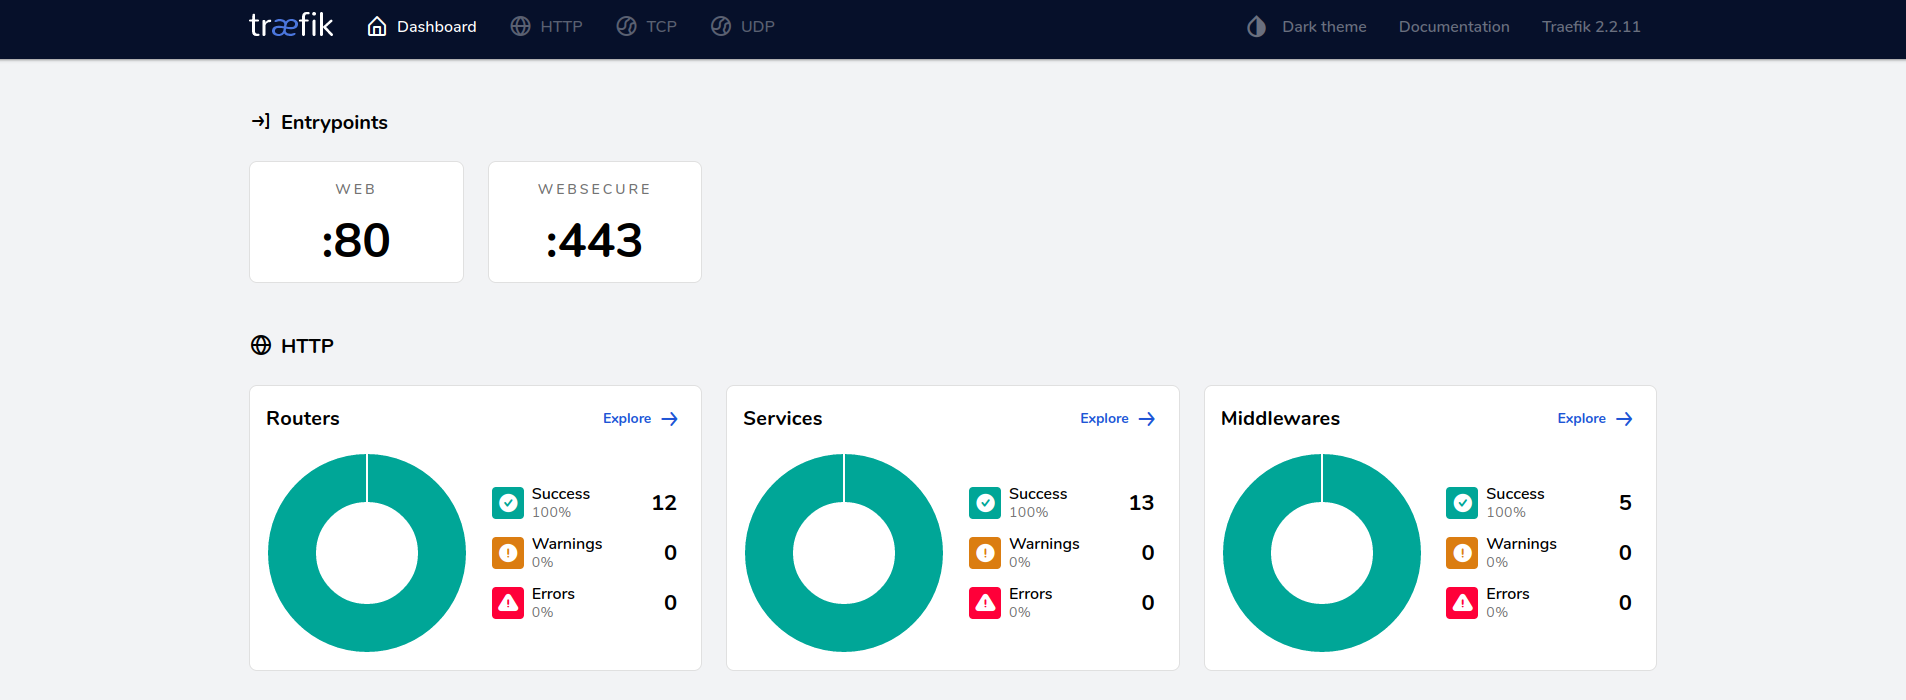 træfik Dashboard HTTP TCP UDP Dark theme Documentation Traefik 2.2.11
Entrypoints
WEB
:80
WEBSECURE
:443
HTTP
Routers Explore
Success 12
100%
Warnings 0
0%
Errors 0
0%
Services Explore
Success 13
100%
Warnings 0
0%
Errors 0
0%
Middlewares Explore
Success 5
100%
Warnings 0
0%
Errors 0
0%